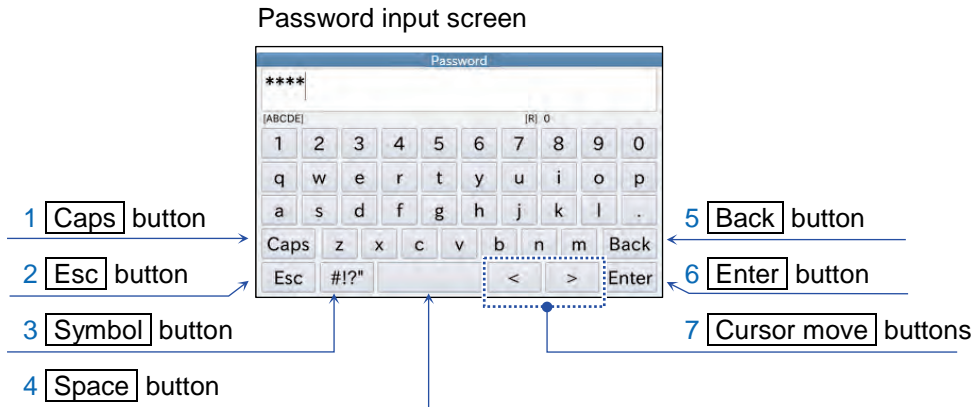 Password input screen
Password
****
[ABCDE] [R] 0
1 2 3 4 5 6 7 8 9 0
q w e r t y u i o p
a s d f g h j k l .
Caps z x c v b n m Back
Esc #!?" < > Enter
1 Caps button
2 Esc button
3 Symbol button
4 Space button
5 Back button
6 Enter button
7 Cursor move buttons